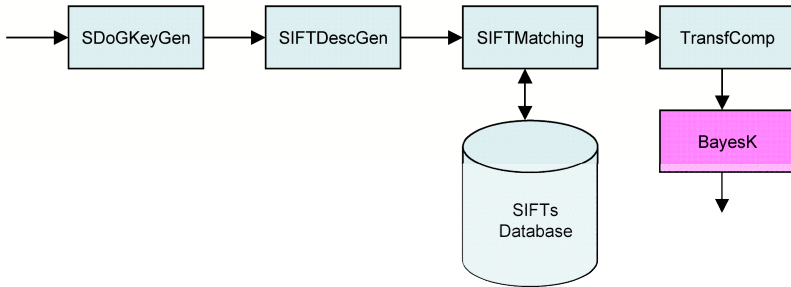 SDoGKeyGen
SIFTDescGen
SIFTMatching
TransfComp
BayesK
SIFTs
Database